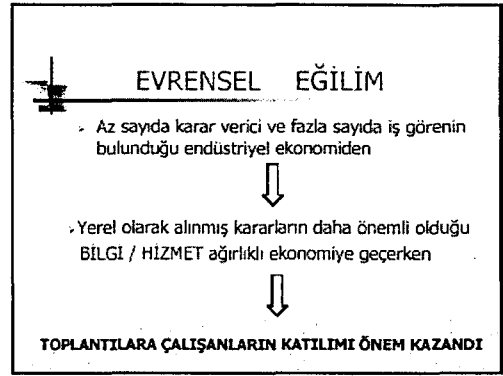 EVRENSEL EĞİLİM
Az sayıda karar verici ve fazla sayıda iş görenin
bulunduğu endüstriyel ekonomiden
Yerel olarak alınmış kararların daha önemli olduğu
BİLGİ / HİZMET ağırlıklı ekonomiye geçerken
TOPLANTILARA ÇALIŞANLARIN KATILIMI ÖNEM KAZANDI